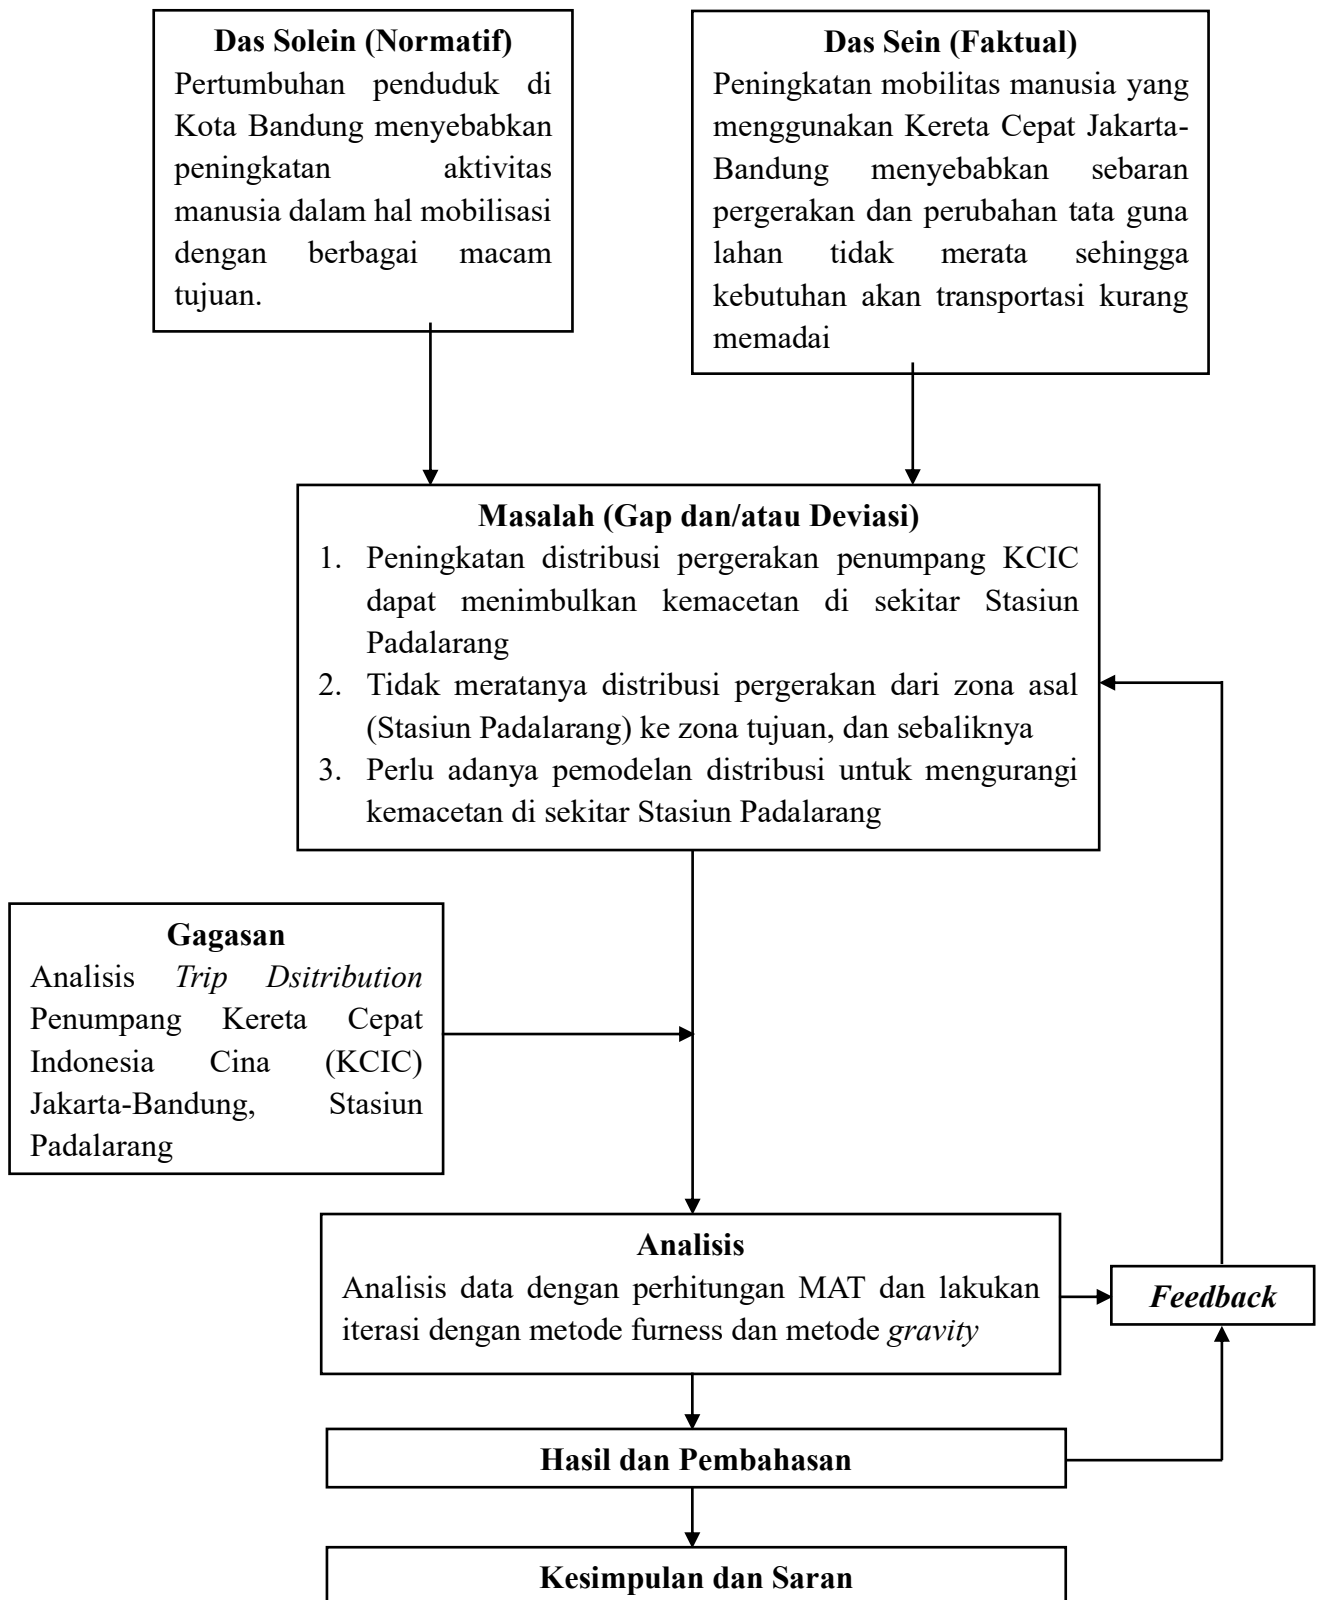 Das Solein (Normatif)
Pertumbuhan penduduk di
Kota Bandung menyebabkan
peningkatan aktivitas
manusia dalam hal mobilisasi
dengan berbagai macam
tujuan.
Das Sein (Faktual)
Peningkatan mobilitas manusia yang
menggunakan Kereta Cepat Jakarta-
Bandung menyebabkan sebaran
pergerakan dan perubahan tata guna
lahan tidak merata sehingga
kebutuhan akan transportasi kurang
memadai
Masalah (Gap dan/atau Deviasi)
1. Peningkatan distribusi pergerakan penumpang KCIC
dapat menimbulkan kemacetan di sekitar Stasiun
Padalarang
2. Tidak meratanya distribusi pergerakan dari zona asal
(Stasiun Padalarang) ke zona tujuan, dan sebaliknya
3. Perlu adanya pemodelan distribusi untuk mengurangi
kemacetan di sekitar Stasiun Padalarang
Gagasan
Analisis Trip Dsitribution
Penumpang Kereta Cepat
Indonesia Cina (KCIC)
Jakarta-Bandung, Stasiun
Padalarang
Analisis
Analisis data dengan perhitungan MAT dan lakukan
iterasi dengan metode furness dan metode gravity
Feedback
Hasil dan Pembahasan
Kesimpulan dan Saran